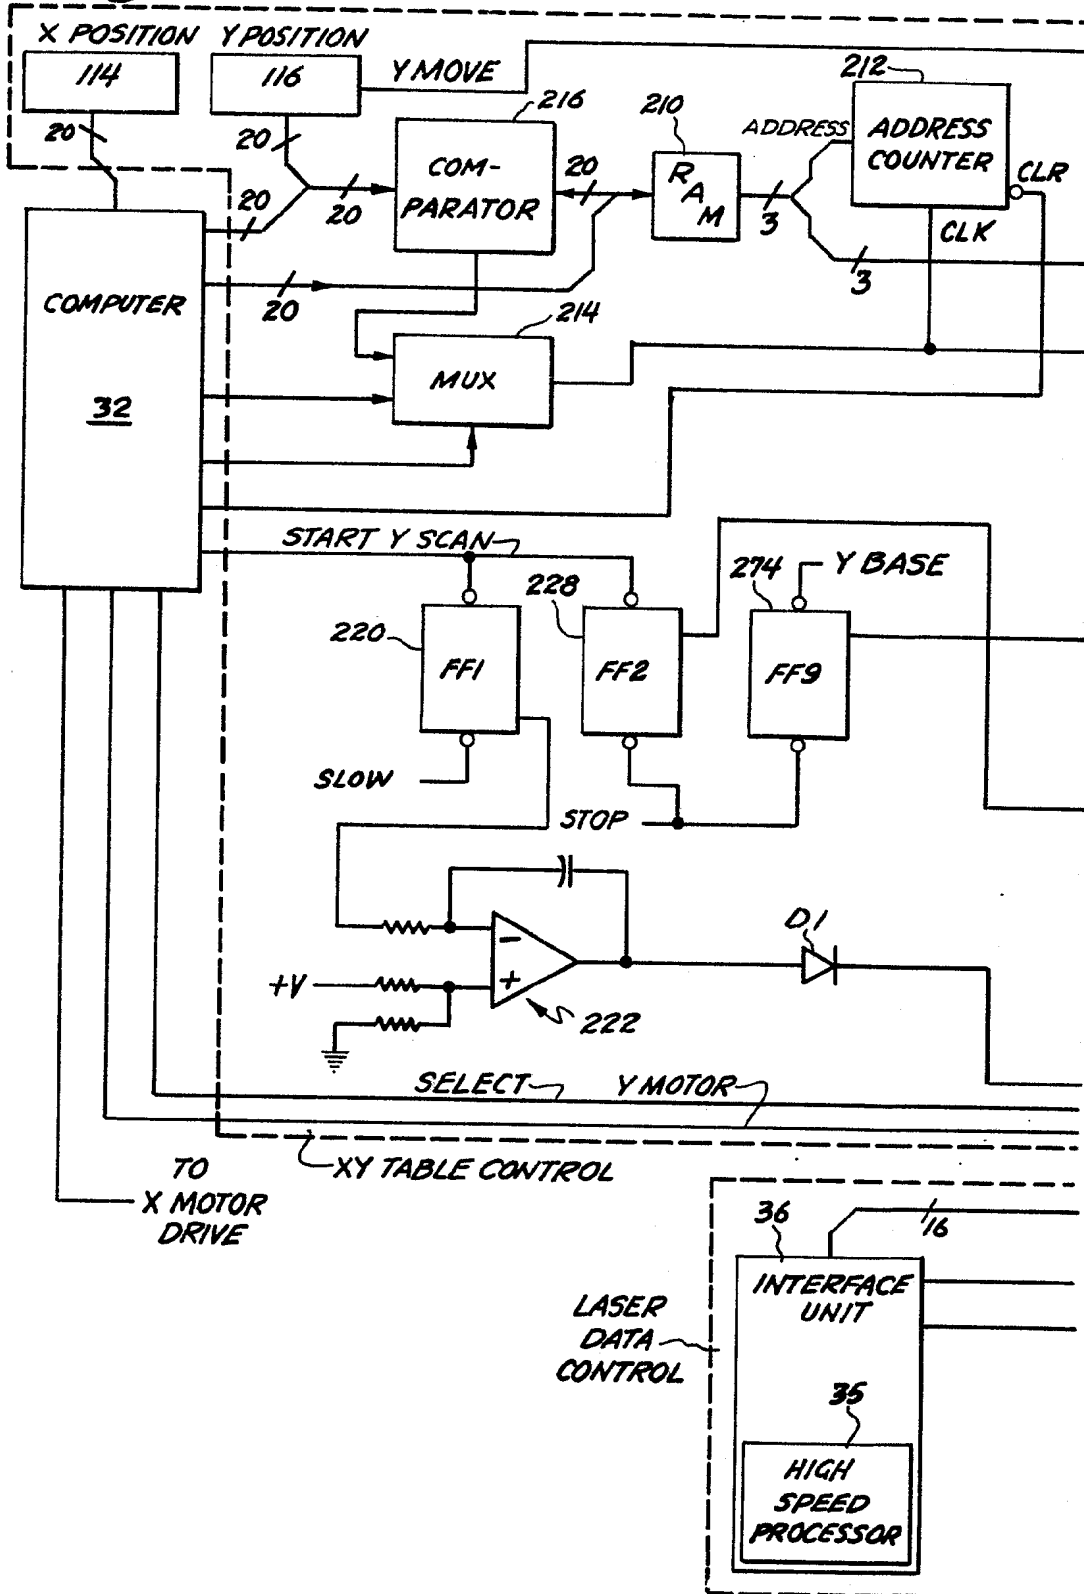 X POSITION Y POSITION
114
116
Y MOVE
20
20
216
COM-
PARATOR
20
20
20
210
RAM
3
ADDRESS
212
ADDRESS
COUNTER
CLR
CLK
3
COMPUTER
32
20
214
MUX
START Y SCAN
220
FF1
228
FF2
274
FF9
Y BASE
SLOW
STOP
+V
-
+
222
D1
SELECT
Y MOTOR
XY TABLE CONTROL
TO
X MOTOR
DRIVE
LASER
DATA
CONTROL
36
16
INTERFACE
UNIT
35
HIGH
SPEED
PROCESSOR